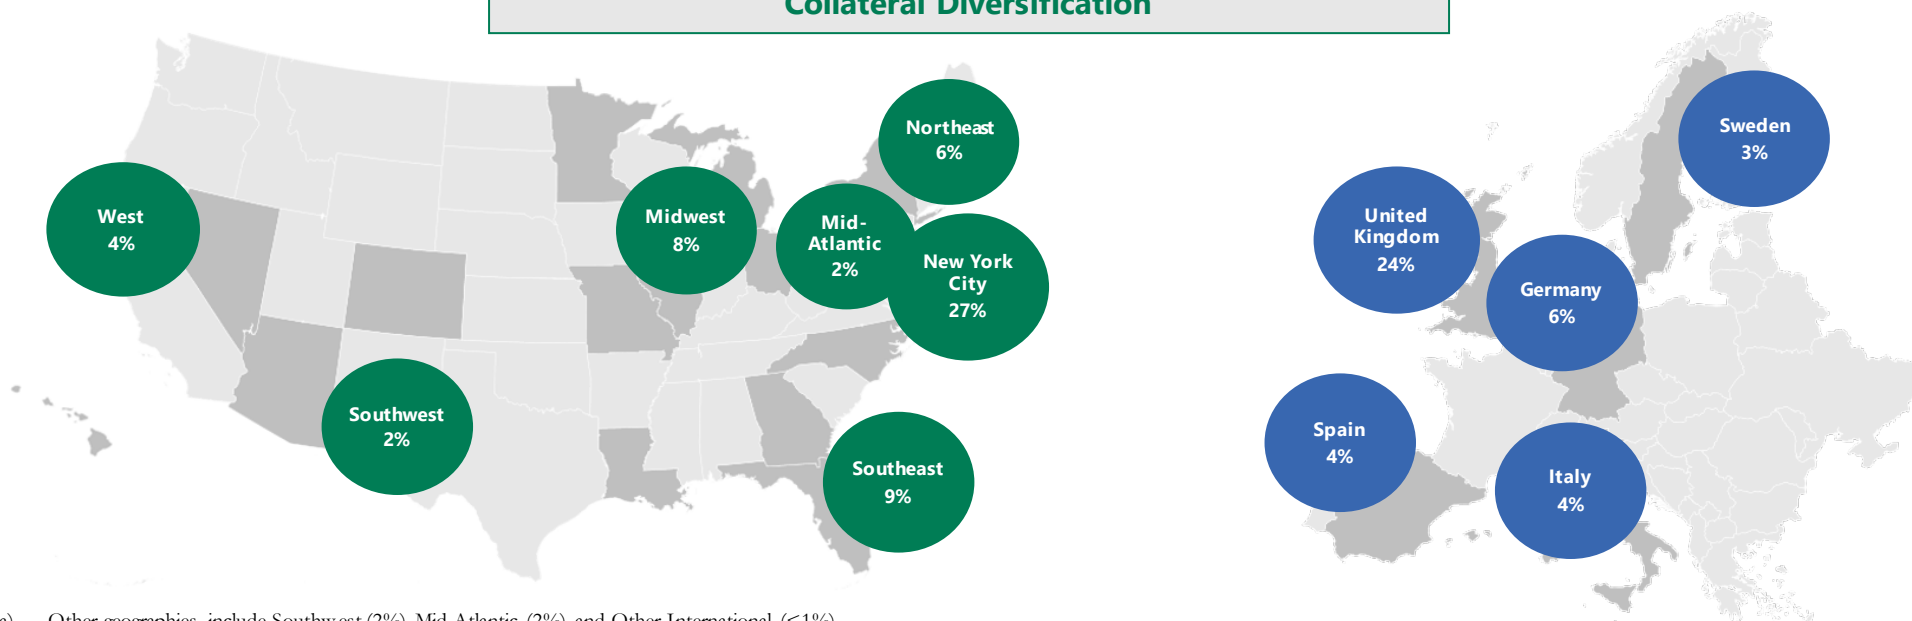 Collateral Diversification
Northeast
6%
Sweden
3%
West
4%
Midwest
8%
Mid-
Atlantic
2%
New York
City
27%
United
Kingdom
24%
Germany
6%
Southwest
2%
Spain
4%
Southeast
9%
Italy
4%
Other geographies include Southwest (2%), Mid Atlantic (2%), and Other International (<1%)